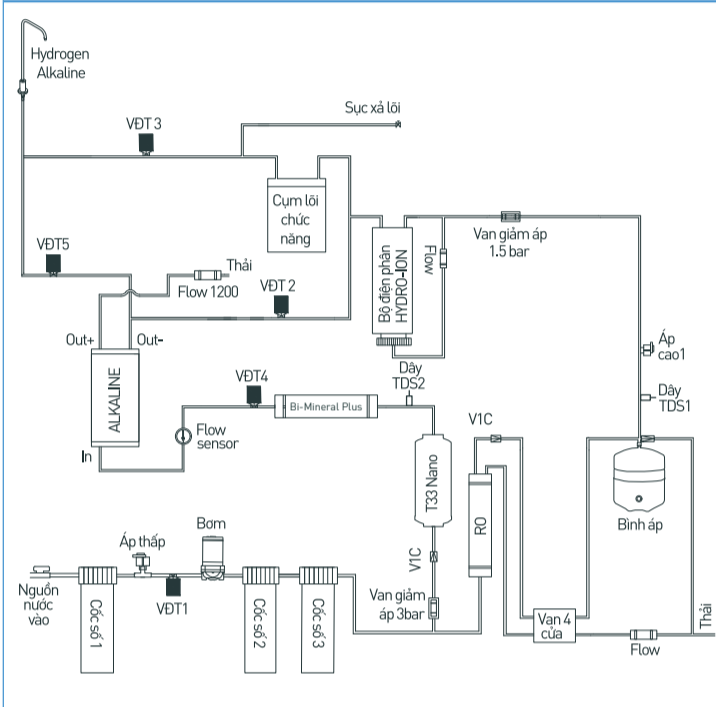 Hydrogen
Alkaline
Sục xả lõi
VĐT 3
Cụm lõi
chức
năng
Van giảm áp
1.5 bar
Flow
Bộ điện phân
HYDRO-ION
VĐT5
Thải
Flow 1200
VĐT 2
Out+
Out-
Áp
cao1
Dây
TDS2
Dây
TDS1
ALKALINE
VĐT4
Bi-Mineral Plus
Flow
sensor
V1C
In
T33 Nano
RO
Bình áp
Bơm
Áp thấp
V1C
Nguồn
nước
vào
VĐT1
Van giảm
áp 3bar
Cốc số 1
Cốc số 2
Cốc số 3
Van 4
cửa
Flow
Thải